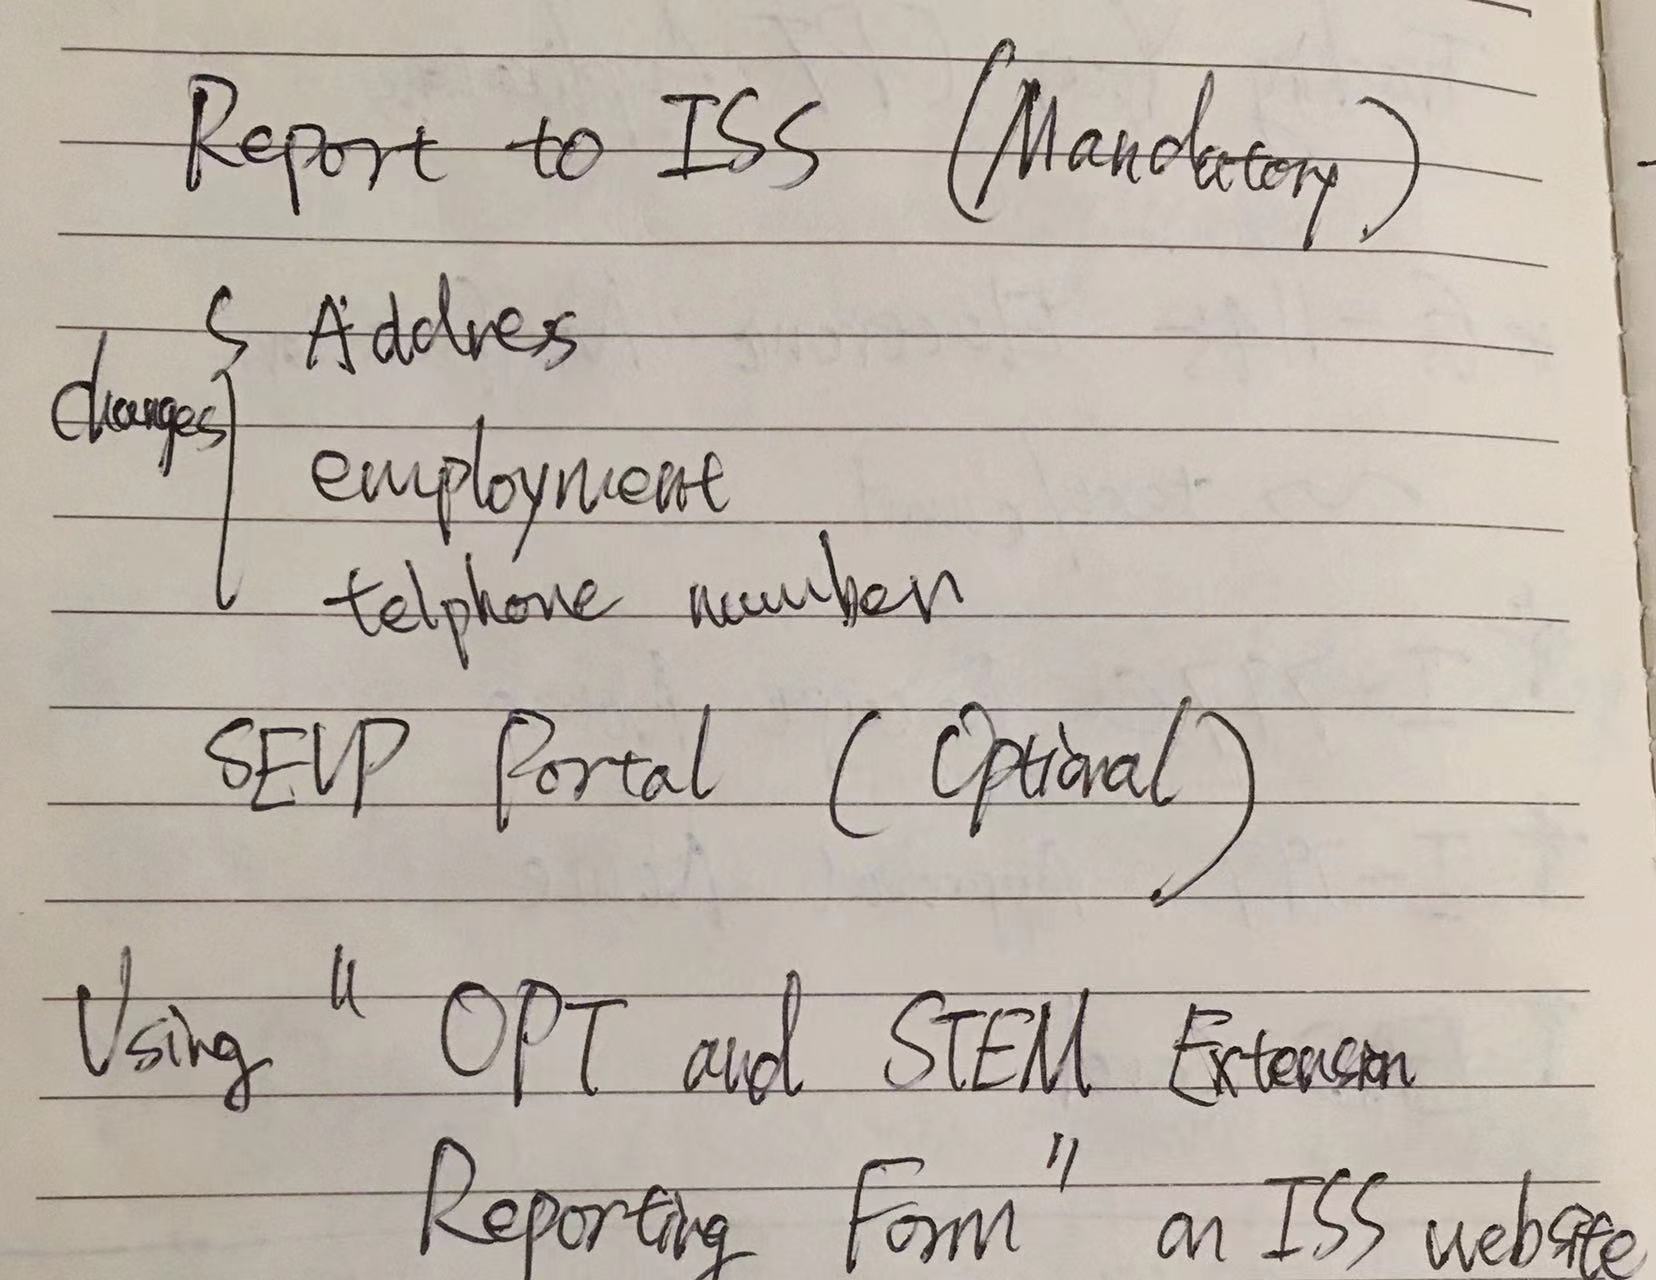 Report to ISS (Mandatory)
changes { Address
employment
telphone number
SEVP Portal (Optional)
Using " OPT and STEM Extension
Reporting Form" on ISS website